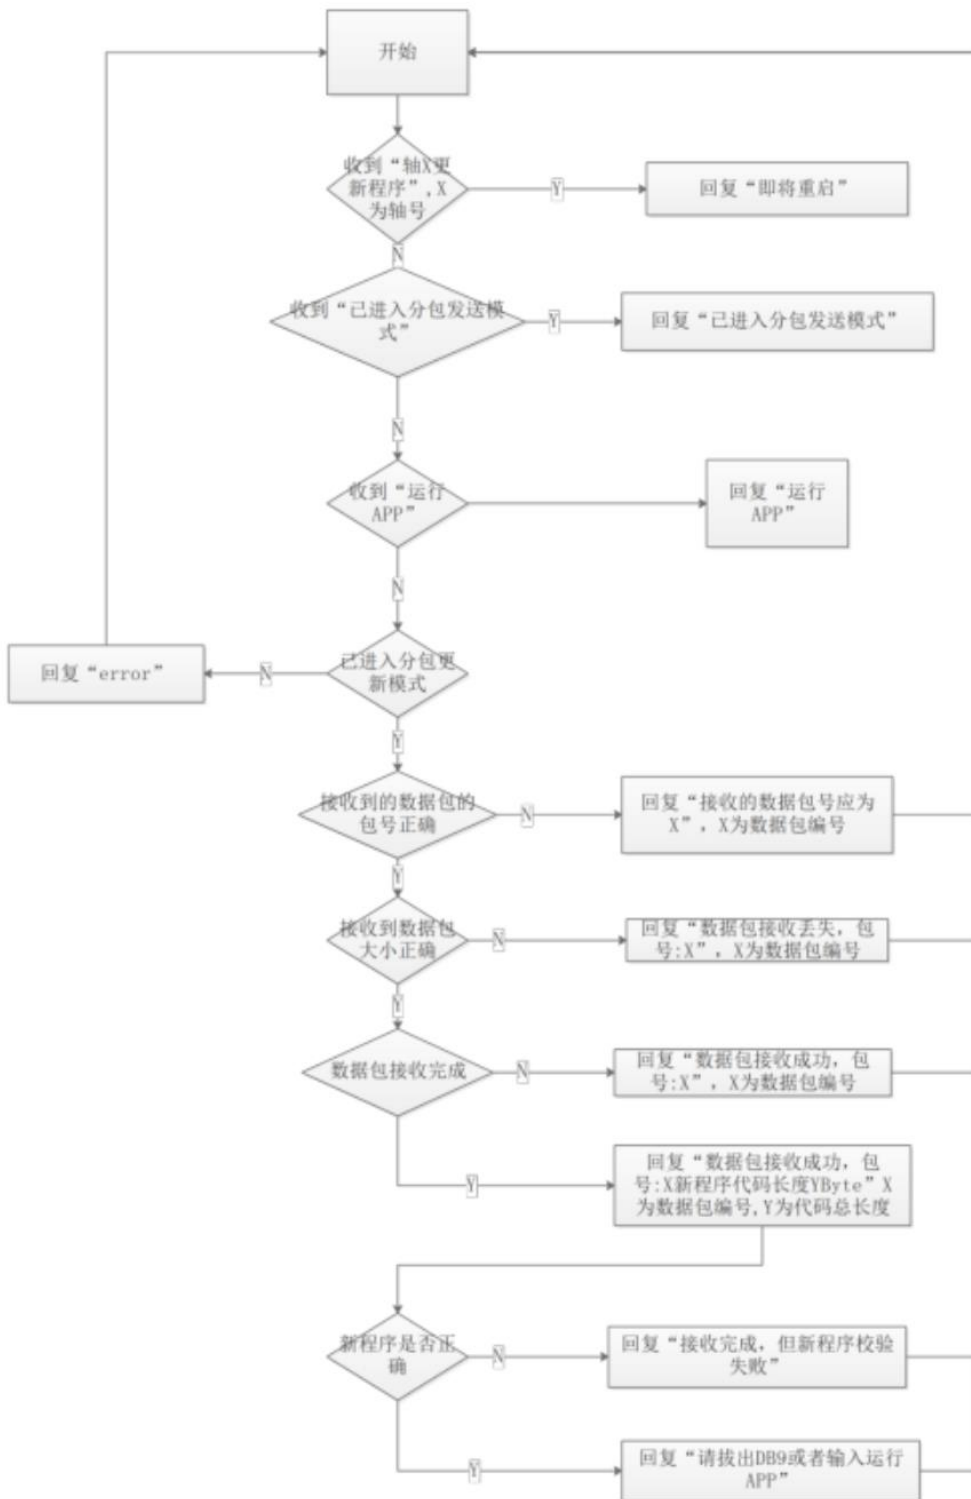 开始
收到“轴X更
新程序”,X
为轴号
Y
回复“即将重启”
N
收到“已进入分包发送模
式”
Y
回复“已进入分包发送模式”
N
收到“运行
APP”
回复“运行
APP”
N
已进入分包更
新模式
N
回复“error”
Y
接收到的数据包的
包号正确
N
回复“接收的数据包号应为
X”，X为数据包编号
Y
接收到数据包
大小正确
N
回复“数据包接收丢失，包
号:X”，X为数据包编号
Y
数据包接收完成
N
回复“数据包接收成功，包
号:X”，X为数据包编号
Y
回复“数据包接收成功，包
号:X新程序代码长度YByte”X
为数据包编号,Y为代码总长度
新程序是否正
确
N
回复“接收完成，但新程序校验
失败”
Y
回复“请拔出DB9或者输入运行
APP”